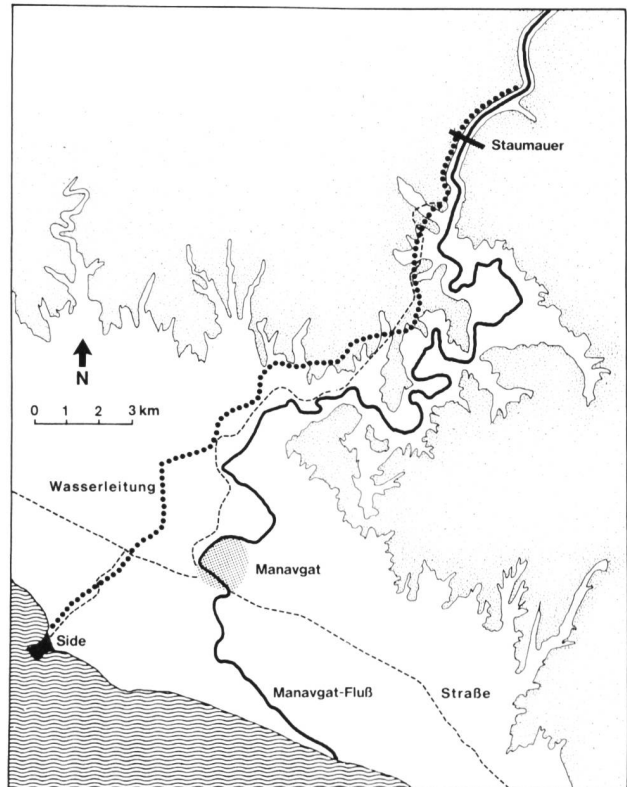 Staumauer
N
0 1 2 3 km
Wasserleitung
Manavgat
Side
Manavgat-Fluß
Straße